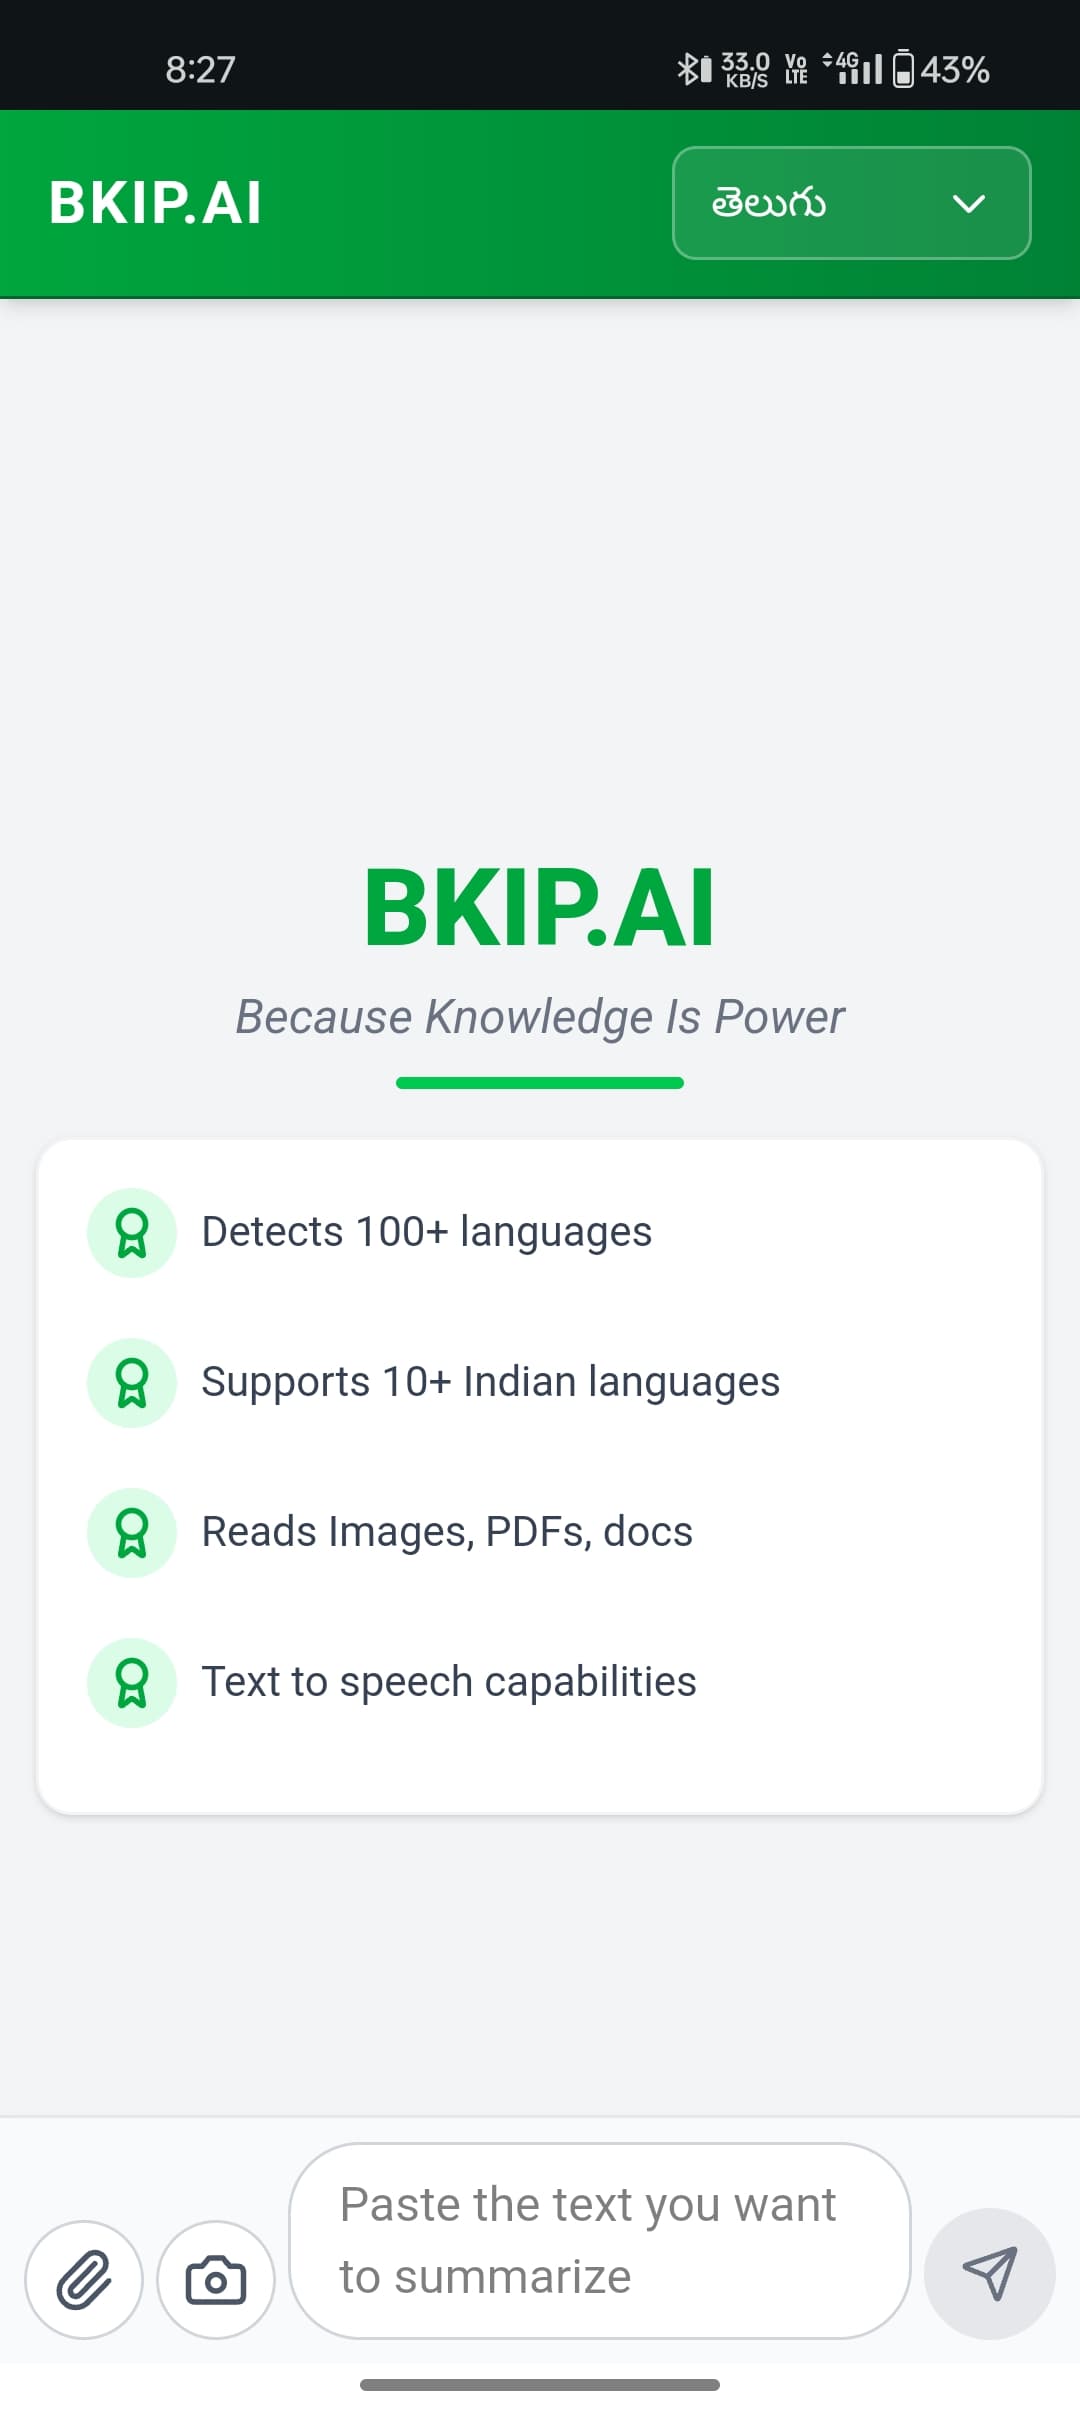 8:27
33.0 KB/S Vo LTE 4G 43%
BKIP.AI
తెలుగు
BKIP.AI
Because Knowledge Is Power
Detects 100+ languages
Supports 10+ Indian languages
Reads Images, PDFs, docs
Text to speech capabilities
Paste the text you want
to summarize